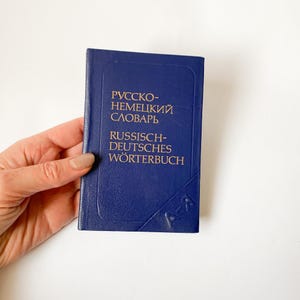 РУССКО-
НЕМЕЦКИЙ
СЛОВАРЬ
RUSSISCH-
DEUTSCHES
WÖRTERBUCH